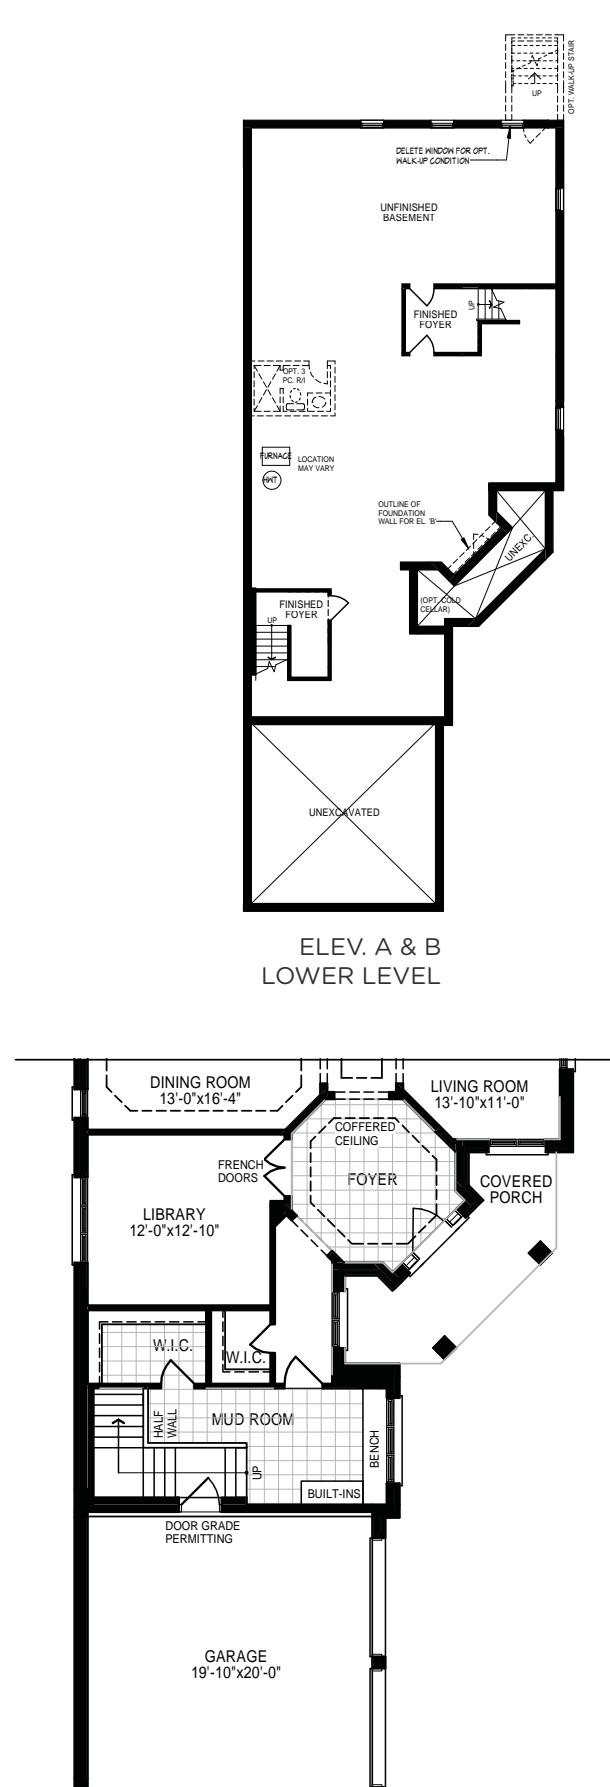 OPT. WALK-UP STAIR
UP
DELETE WINDOW FOR OPT.
WALK-UP CONDITION
UNFINISHED
BASEMENT
UP
FINISHED
FOYER
OPT. 3
PC. R/I
FURNACE
HWT
LOCATION
MAY VARY
OUTLINE OF
FOUNDATION
WALL FOR EL. 'B'
UNEXC.
(OPT. COLD
CELLAR)
FINISHED
FOYER
UP
UNEXCAVATED
ELEV. A & B
LOWER LEVEL
DINING ROOM
13'-0"x16'-4"
LIVING ROOM
13'-10"x11'-0"
COFFERED
CEILING
FRENCH
DOORS
FOYER
COVERED
PORCH
LIBRARY
12'-0"x12'-10"
W.I.C.
W.I.C.
HALF
WALL
MUD ROOM
BENCH
UP
BUILT-INS
DOOR GRADE
PERMITTING
GARAGE
19'-10"x20'-0"